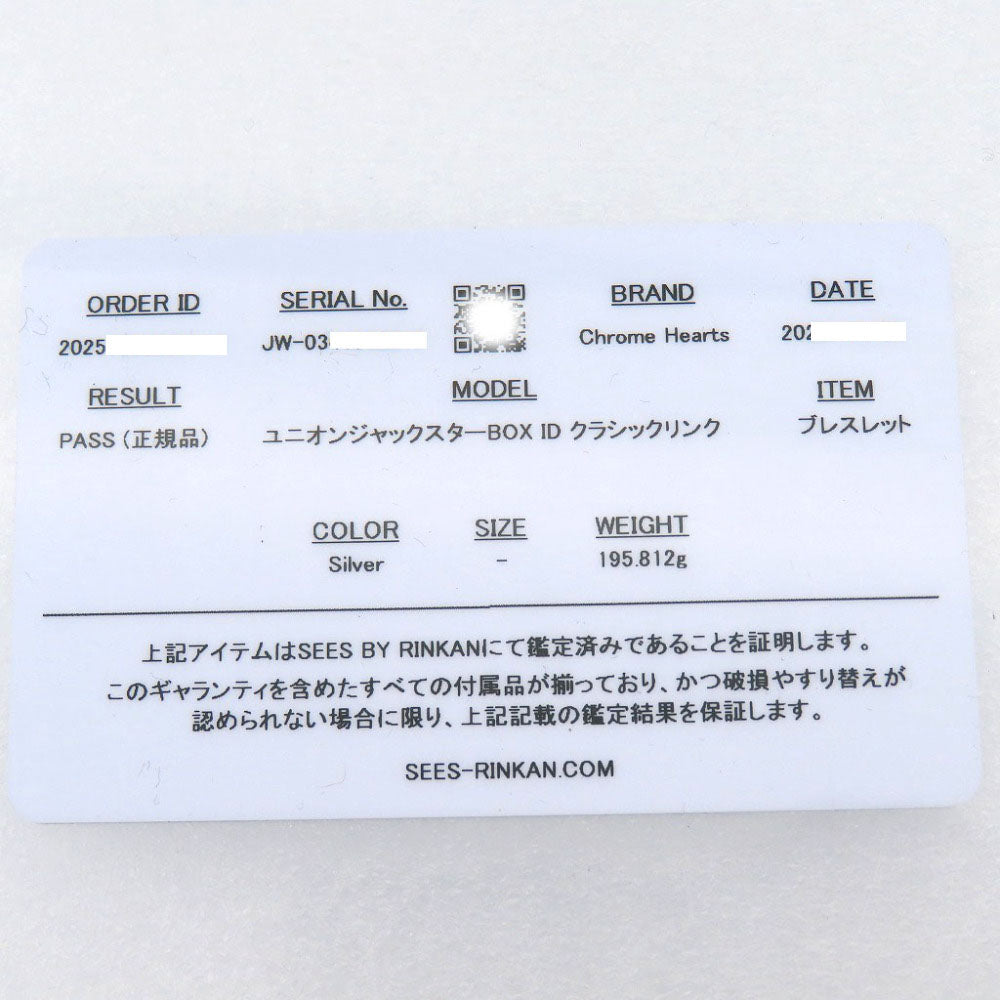 ORDER ID SERIAL No. BRAND DATE
2025 JW-03 Chrome Hearts 202
RESULT MODEL ITEM
PASS (正規品) ユニオンジャックスターBOX ID クラシックリンク ブレスレット
COLOR SIZE WEIGHT
Silver - 195.812g
上記アイテムはSEES BY RINKANにて鑑定済みであることを証明します。
このギャランティを含めたすべての付属品が揃っており、かつ破損やすり替えが
認められない場合に限り、上記記載の鑑定結果を保証します。
SEES-RINKAN.COM